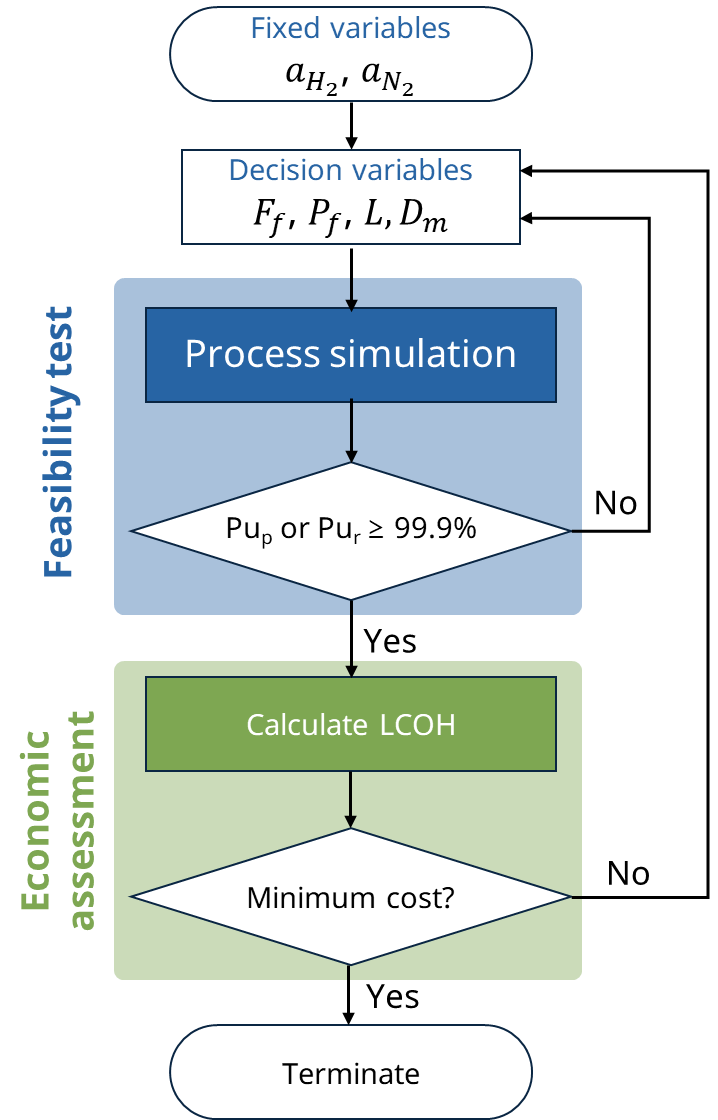 Fixed variables
a_{H_2}, a_{N_2}
Decision variables
F_f, P_f, L, D_m
Feasibility test
Process simulation
Pu_p or Pu_r ≥ 99.9%
No
Yes
Economic
assessment
Calculate LCOH
Minimum cost?
No
Yes
Terminate